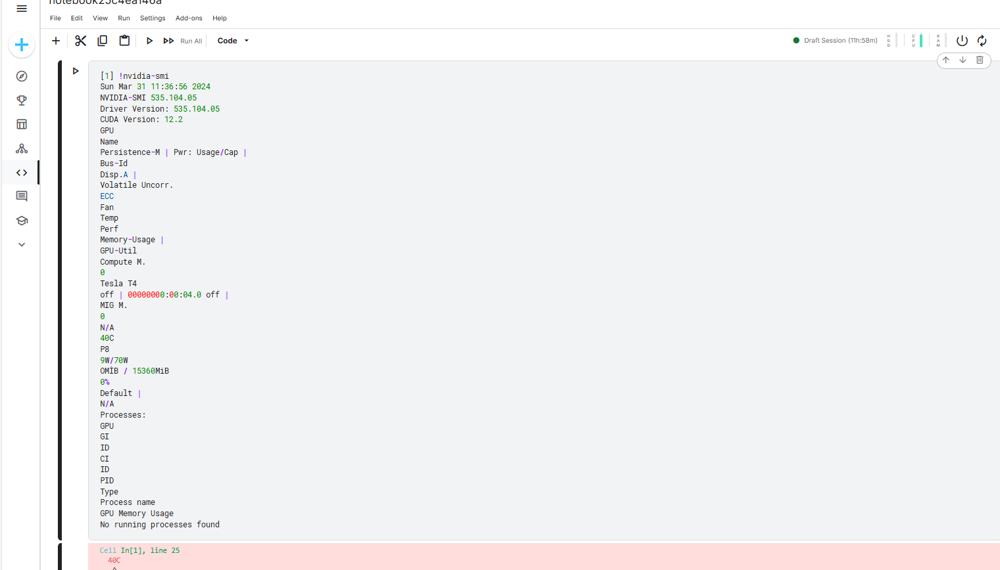 notebook25c4ea146a
File Edit View Run Settings Add-ons Help
Run All Code Draft Session (11h:58m) HDD CPU RAM
[1] !nvidia-smi
Sun Mar 31 11:36:56 2024
NVIDIA-SMI 535.104.05
Driver Version: 535.104.05
CUDA Version: 12.2
GPU
Name
Persistence-M | Pwr: Usage/Cap |
Bus-Id
Disp.A |
Volatile Uncorr.
ECC
Fan
Temp
Perf
Memory-Usage |
GPU-Util
Compute M.
0
Tesla T4
off | 00000000:00:04.0 off |
MIG M.
0
N/A
40C
P8
9W/70W
OMİB / 15360MiB
0%
Default |
N/A
Processes:
GPU
GI
ID
CI
ID
PID
Type
Process name
GPU Memory Usage
No running processes found
Cell In[1], line 25
40C
^